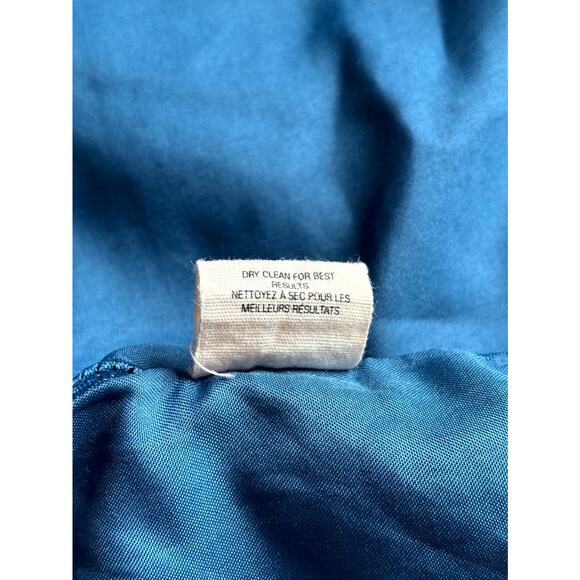 DRY CLEAN FOR BEST
RESULTS
NETTOYEZ À SEC POUR LES
MEILLEURS RÉSULTATS